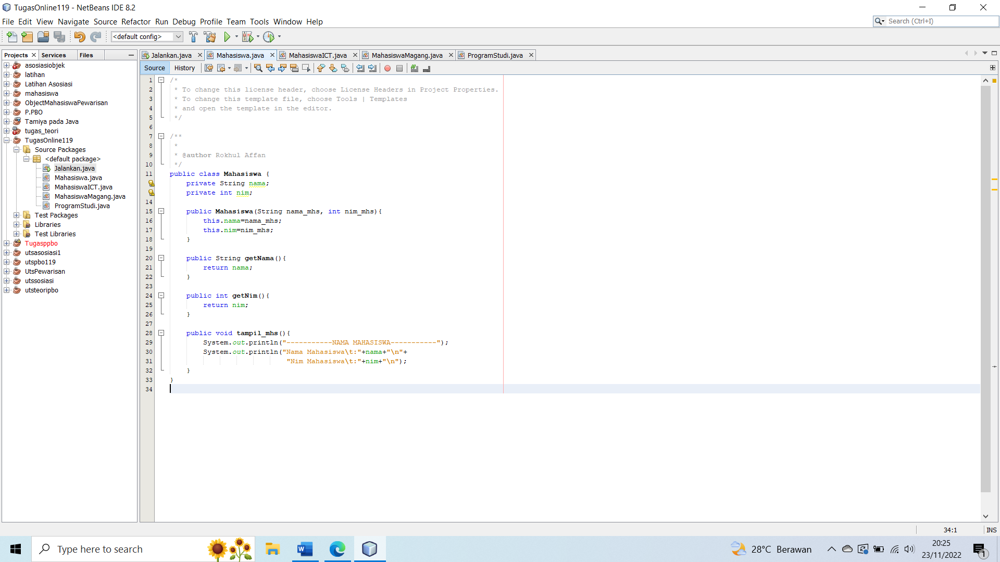 TugasOnline119 - NetBeans IDE 8.2
File Edit View Navigate Source Refactor Run Debug Profile Team Tools Window Help
Search (Ctrl+I)
<default config>
Projects Services Files
Jalankan.java Mahasiswa.java MahasiswaICT.java MahasiswaMagang.java ProgramStudi.java
Source History
asosiasiobjek
latihan
Latihan Asosiasi
mahasiswa
ObjectMahasiswaPewarisan
P.PBO
Tamiya pada Java
tugas_teori
TugasOnline119
Source Packages
<default package>
Jalankan.java
Mahasiswa.java
MahasiswaICT.java
MahasiswaMagang.java
ProgramStudi.java
Test Packages
Libraries
Test Libraries
Tugasppbo
utsasosiasi1
utspbo119
UtsPewarisan
utssosiasi
utsteoripbo
1 /*
2 * To change this license header, choose License Headers in Project Properties.
3 * To change this template file, choose Tools | Templates
4 * and open the template in the editor.
5 */
6
7 /**
8 *
9 * @author Rokhul Affan
10 */
11 public class Mahasiswa {
private String nama;
private int nim;
14
15 public Mahasiswa(String nama_mhs, int nim_mhs){
16 this.nama=nama_mhs;
17 this.nim=nim_mhs;
18 }
19
20 public String getNama(){
21 return nama;
22 }
23
24 public int getNim(){
25 return nim;
26 }
27
28 public void tampil_mhs(){
29 System.out.println("-----------NAMA MAHASISWA-----------");
30 System.out.println("Nama Mahasiswa\t:"+nama+"\n"+
31 "Nim Mahasiswa\t:"+nim+"\n");
32 }
33 }
34
34:1 INS
Type here to search
28°C Berawan
20:25
23/11/2022
1